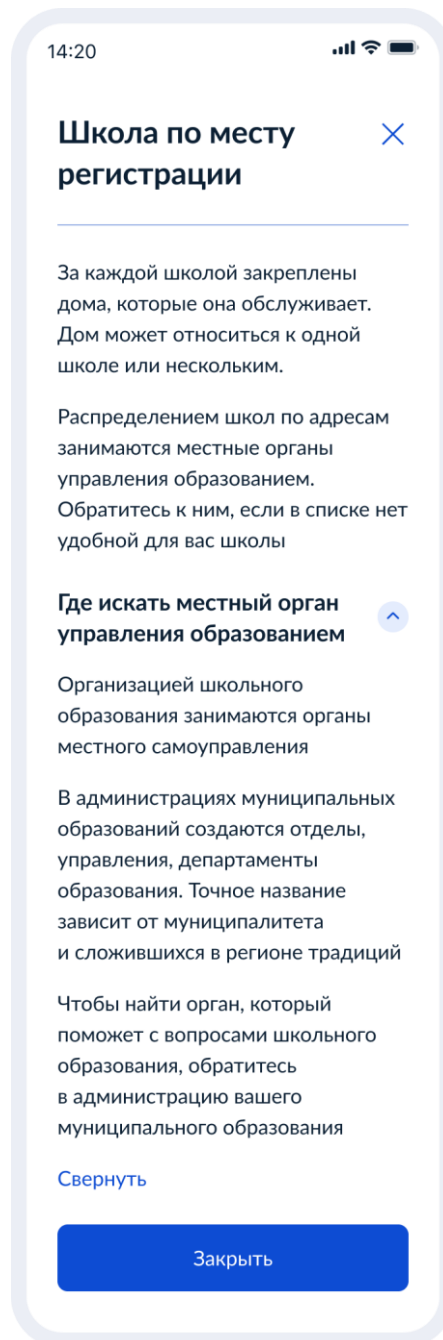 14:20
Школа по месту
регистрации
За каждой школой закреплены
дома, которые она обслуживает.
Дом может относиться к одной
школе или нескольким.
Распределением школ по адресам
занимаются местные органы
управления образованием.
Обратитесь к ним, если в списке нет
удобной для вас школы
Где искать местный орган
управления образованием
Организацией школьного
образования занимаются органы
местного самоуправления
В администрациях муниципальных
образований создаются отделы,
управления, департаменты
образования. Точное название
зависит от муниципалитета
и сложившихся в регионе традиций
Чтобы найти орган, который
поможет с вопросами школьного
образования, обратитесь
в администрацию вашего
муниципального образования
Свернуть
Закрыть